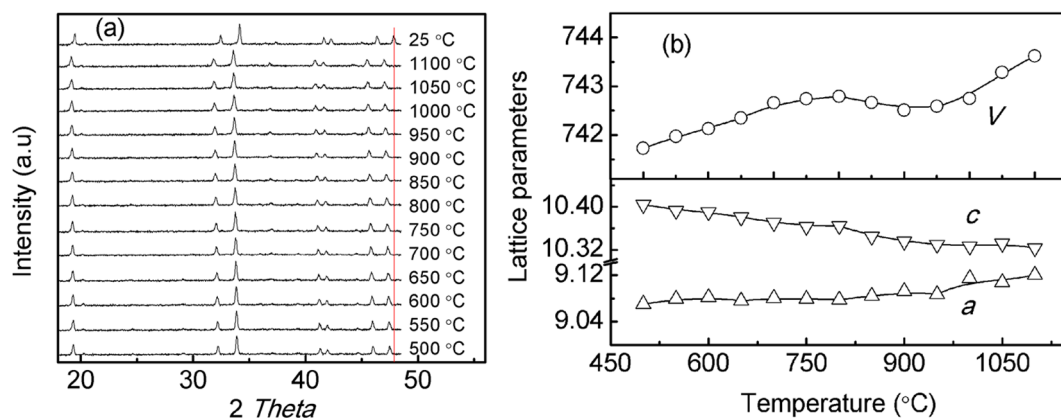 (a)
25 °C
1100 °C
1050 °C
1000 °C
950 °C
900 °C
850 °C
800 °C
750 °C
700 °C
650 °C
600 °C
550 °C
500 °C
Intensity (a.u)
20 30 40 50
2 Theta
(b)
744
743
742
V
Lattice parameters
10.40
10.32
9.12
9.04
c
a
450 600 750 900 1050
Temperature (°C)